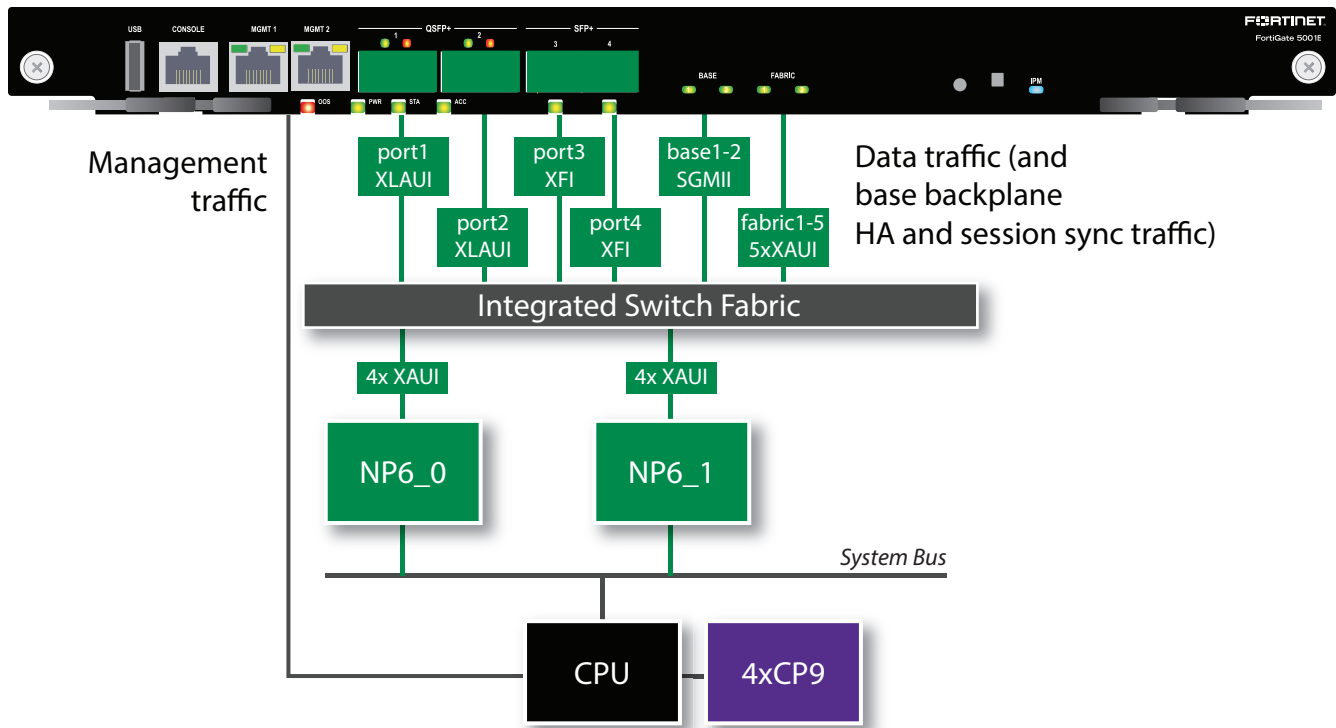 USB
CONSOLE
MGMT 1
MGMT 2
QSFP+
1
2
SFP+
3
4
FORTINET
FortiGate 5001E
BASE
FABRIC
IPM
OOS
PWR
STA
ACC
Management
traffic
port1
XLAUI
port2
XLAUI
port3
XFI
port4
XFI
base1-2
SGMII
fabric1-5
5xXAUI
Data traffic (and
base backplane
HA and session sync traffic)
Integrated Switch Fabric
4x XAUI
4x XAUI
NP6_0
NP6_1
System Bus
CPU
4xCP9